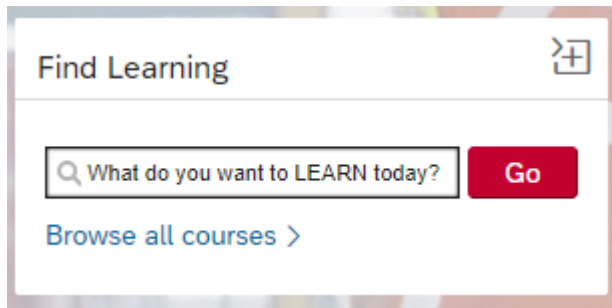 Find Learning
What do you want to LEARN today?
Go
Browse all courses